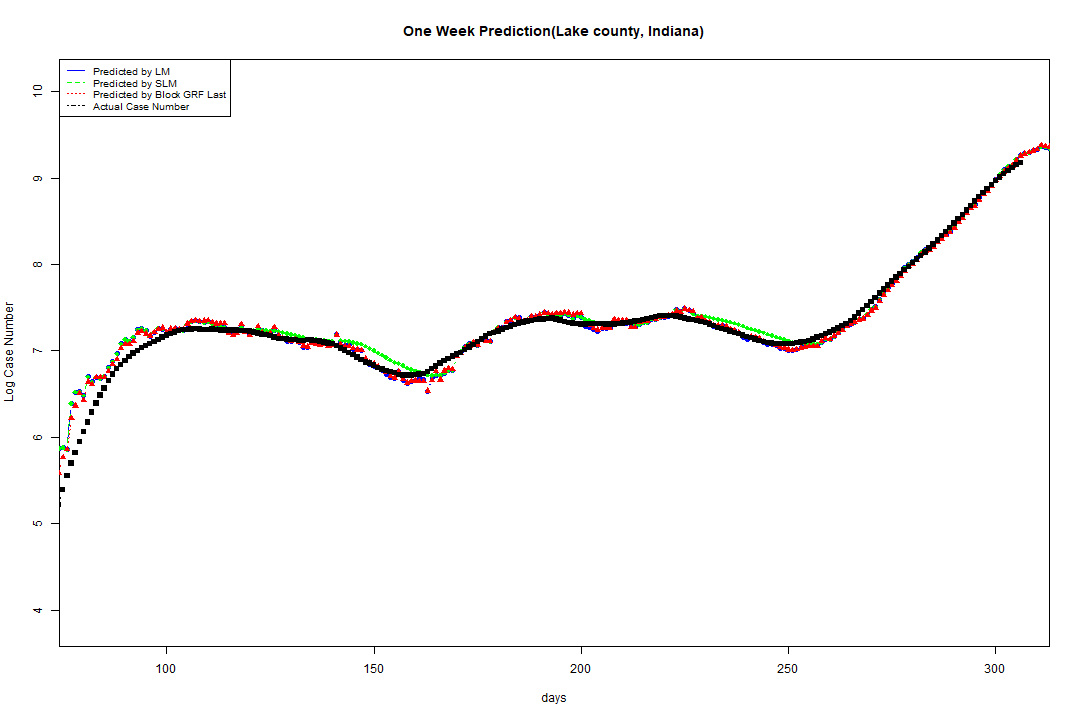 One Week Prediction(Lake county, Indiana)
Predicted by LM
Predicted by SLM
Predicted by Block GRF Last
Actual Case Number
Log Case Number
10
9
8
7
6
5
4
100 150 200 250 300
days